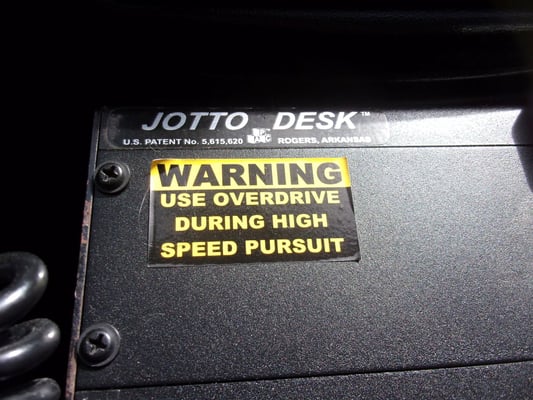 JOTTO DESK™
U.S. PATENT No. 5,615,620 ROGERS, ARKANSAS
WARNING
USE OVERDRIVE
DURING HIGH
SPEED PURSUIT